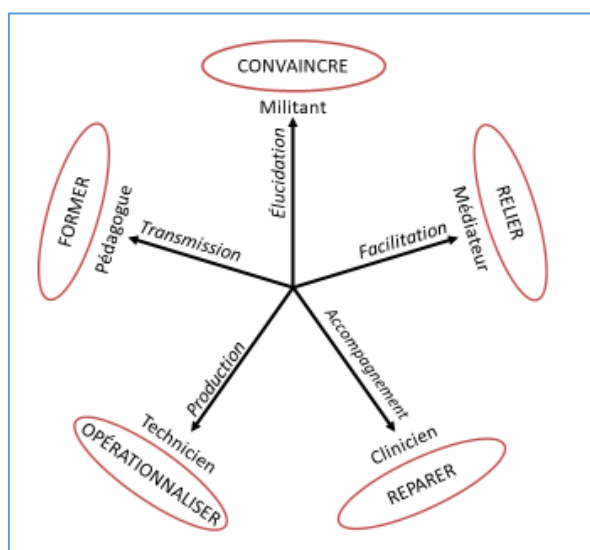 CONVAINCRE
Militant
Élucidation
FORMER
Pédagogue
Transmission
RELIER
Médiateur
Facilitation
Production
Technicien
OPÉRATIONNALISER
Accompagnement
Clinicien
REPARER